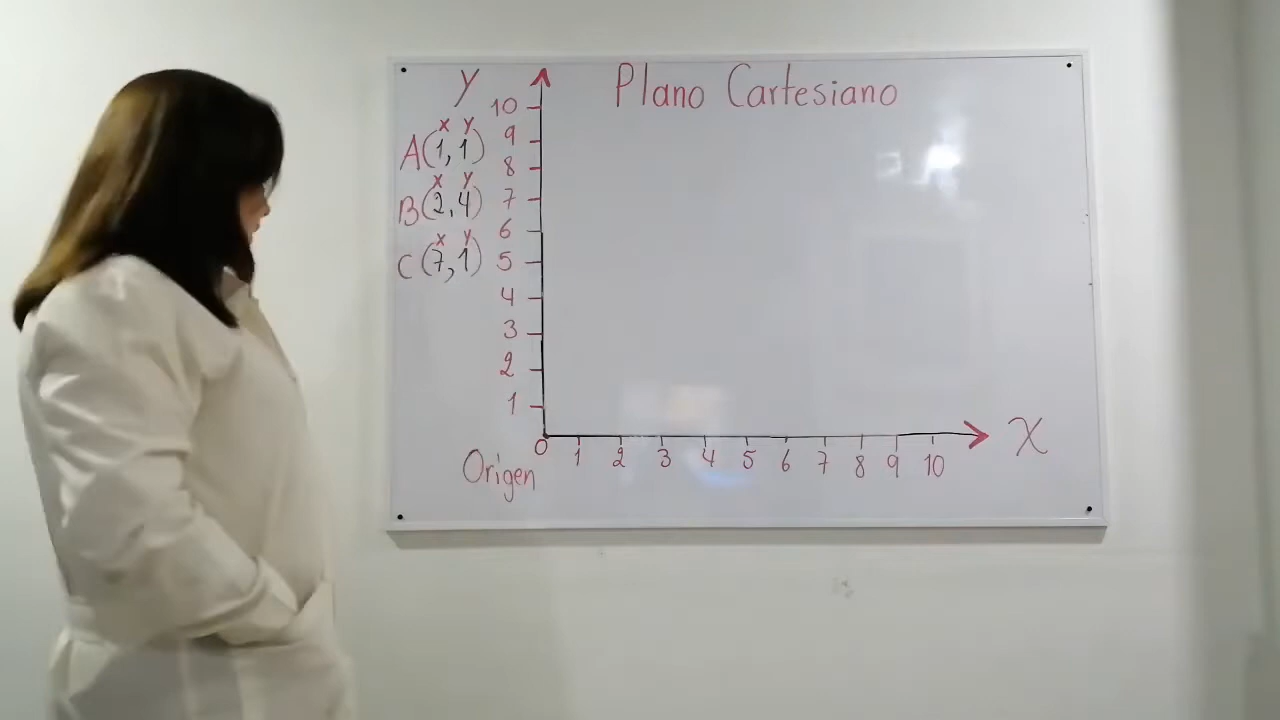 Plano Cartesiano
y
10
x y
A(1,1)
9
8
x y
B(2,4)
7
6
x y
C(7,1)
5
4
3
2
1
0 1 2 3 4 5 6 7 8 9 10
X
Origen